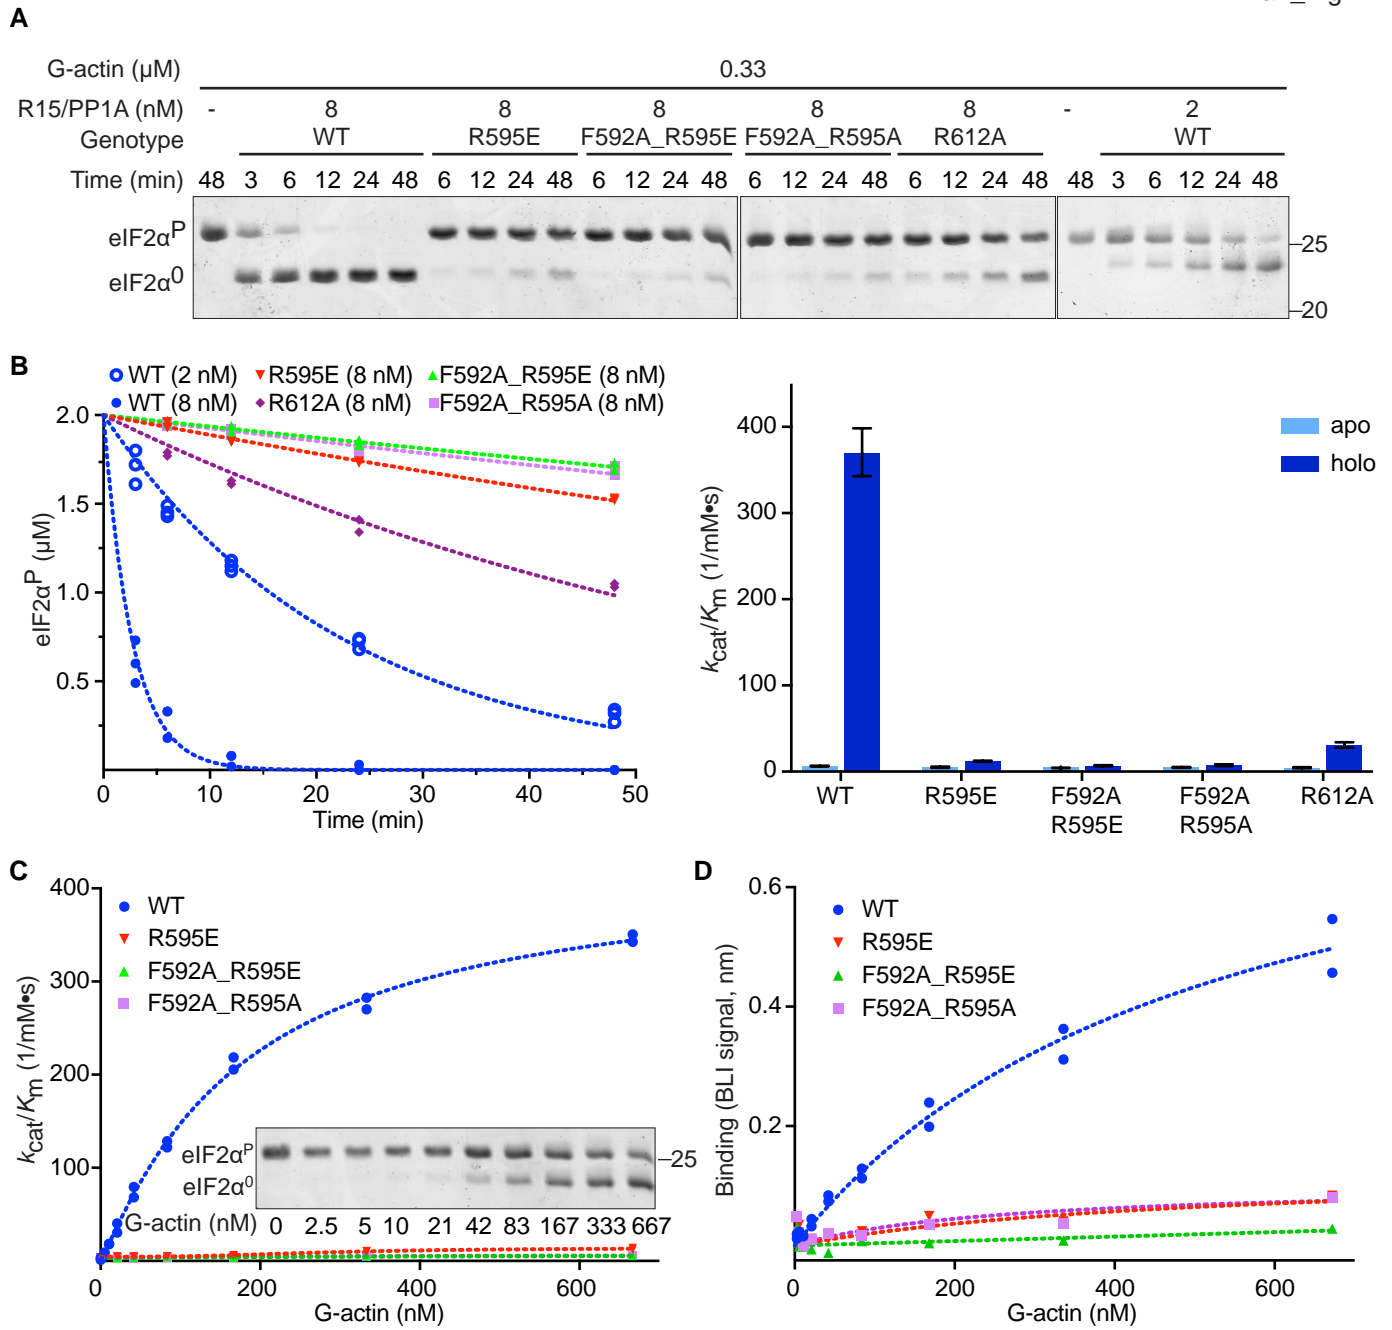 A
G-actin (µM) 0.33
R15/PP1A (nM) - 8 8 8 8 8 - 2
Genotype WT R595E F592A_R595E F592A_R595A R612A WT
Time (min) 48 3 6 12 24 48 6 12 24 48 6 12 24 48 6 12 24 48 6 12 24 48 48 3 6 12 24 48
eIF2αP
–25
eIF2α0
–20
B
WT (2 nM) R595E (8 nM) F592A_R595E (8 nM)
WT (8 nM) R612A (8 nM) F592A_R595A (8 nM)
eIF2αP (µM)
2.0
1.5
1.0
0.5
0 10 20 30 40 50
Time (min)
kcat/Km (1/mM•s)
400
300
200
100
0
apo
holo
WT R595E F592A F592A R612A
R595E R595A
C
kcat/Km (1/mM•s)
400
300
200
100
WT
R595E
F592A_R595E
F592A_R595A
eIF2αP
–25
eIF2α0
G-actin (nM) 0 2.5 5 10 21 42 83 167 333 667
0 200 400 600
G-actin (nM)
D
Binding (BLI signal, nm)
0.6
0.4
0.2
WT
R595E
F592A_R595E
F592A_R595A
0 200 400 600
G-actin (nM)